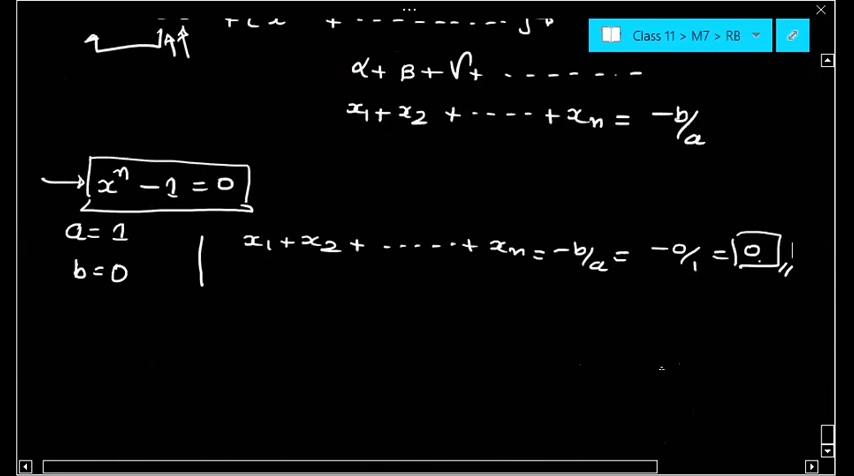 Class 11 > M7 > RB
α + β + γ + . . . . . . .
x₁ + x₂ + . . . . . + xₙ = -b/a
xⁿ - 1 = 0
a = 1
b = 0
x₁ + x₂ + . . . . . . + xₙ = -b/a = -0/1 = 0